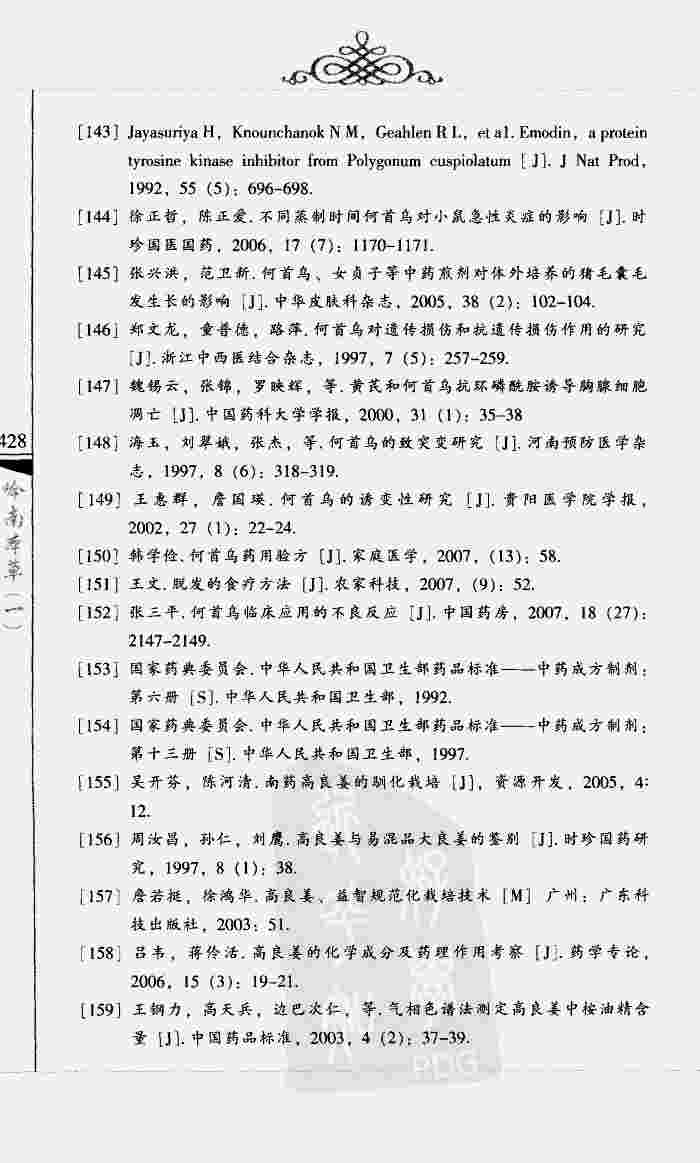 [143] Jayasuriya H, Knounchanok N M, Geahlen R L, et a1. Emodin, a protein
tyrosine kinase inhibitor from Polygonum cuspiolatum [J]. J Nat Prod,
1992, 55 (5): 696-698.
[144] 徐正哲，陈正爱.不同蒸制时间何首乌对小鼠急性炎症的影响 [J].时
珍国医国药，2006，17 (7)：1170-1171.
[145] 张兴洪，范卫新.何首乌、女贞子等中药煎剂对体外培养的猪毛囊毛
发生长的影响 [J].中华皮肤科杂志，2005，38 (2)：102-104.
[146] 郑文龙，童普德，路萍.何首乌对遗传损伤和抗遗传损伤作用的研究
[J].浙江中西医结合杂志，1997，7 (5)：257-259.
[147] 魏锡云，张锦，罗映辉，等.黄芪和何首乌抗环磷酰胺诱导胸腺细胞
凋亡 [J].中国药科大学学报，2000，31 (1)：35-38
428
[148] 海玉，刘翠娥，张杰，等.何首乌的致突变研究 [J].河南预防医学杂
志，1997，8 (6)：318-319.
[149] 王惠群，詹国瑛.何首乌的诱变性研究 [J].贵阳医学院学报，
2002，27 (1)：22-24.
岭南本草（一）
[150] 韩学俭.何首乌药用验方 [J].家庭医学，2007，(13)：58.
[151] 王文.脱发的食疗方法 [J].农家科技，2007，(9)：52.
[152] 张三平.何首乌临床应用的不良反应 [J].中国药房，2007，18 (27)：
2147-2149.
[153] 国家药典委员会.中华人民共和国卫生部药品标准——中药成方制剂：
第六册 [S].中华人民共和国卫生部，1992.
[154] 国家药典委员会.中华人民共和国卫生部药品标准——中药成方制剂：
第十三册 [S].中华人民共和国卫生部，1997.
[155] 吴开芬，陈河清.南药高良姜的驯化栽培 [J]，资源开发，2005，4：
12.
[156] 周汝昌，孙仁，刘鹰.高良姜与易混品大良姜的鉴别 [J].时珍国药研
究，1997，8 (1)：38.
[157] 詹若挺，徐鸿华.高良姜、益智规范化栽培技术 [M] 广州：广东科
技出版社，2003：51.
[158] 吕韦，蒋伶活.高良姜的化学成分及药理作用考察 [J].药学专论，
2006，15 (3)：19-21.
[159] 王钢力，高天兵，边巴次仁，等.气相色谱法测定高良姜中桉油精含
量 [J].中国药品标准，2003，4 (2)：37-39.
PDG